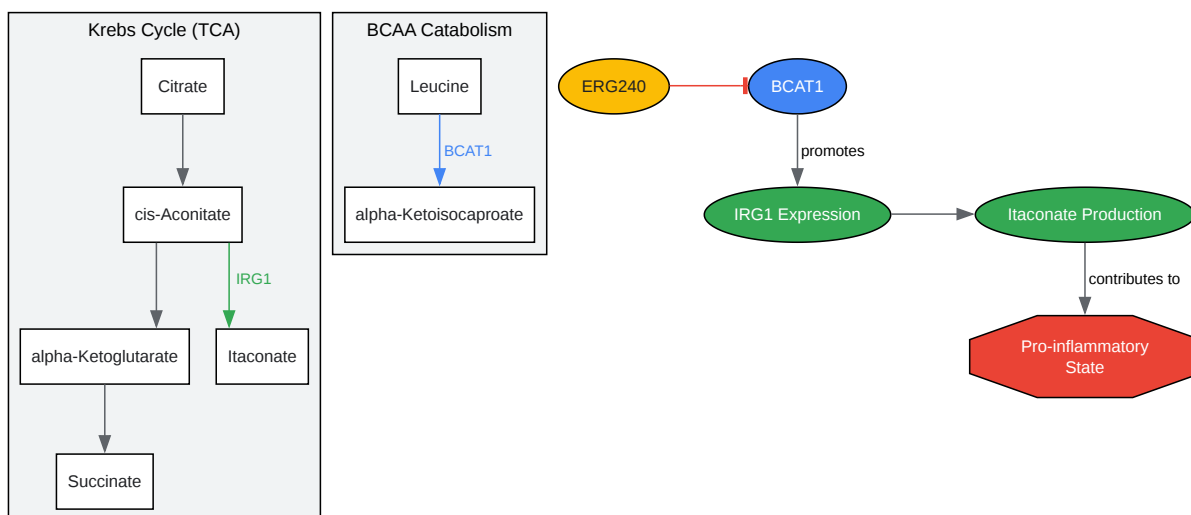 Krebs Cycle (TCA)
Citrate
cis-Aconitate
IRG1
alpha-Ketoglutarate
Itaconate
Succinate
BCAA Catabolism
Leucine
BCAT1
alpha-Ketoisocaproate
ERG240
BCAT1
promotes
IRG1 Expression
Itaconate Production
contributes to
Pro-inflammatory
State